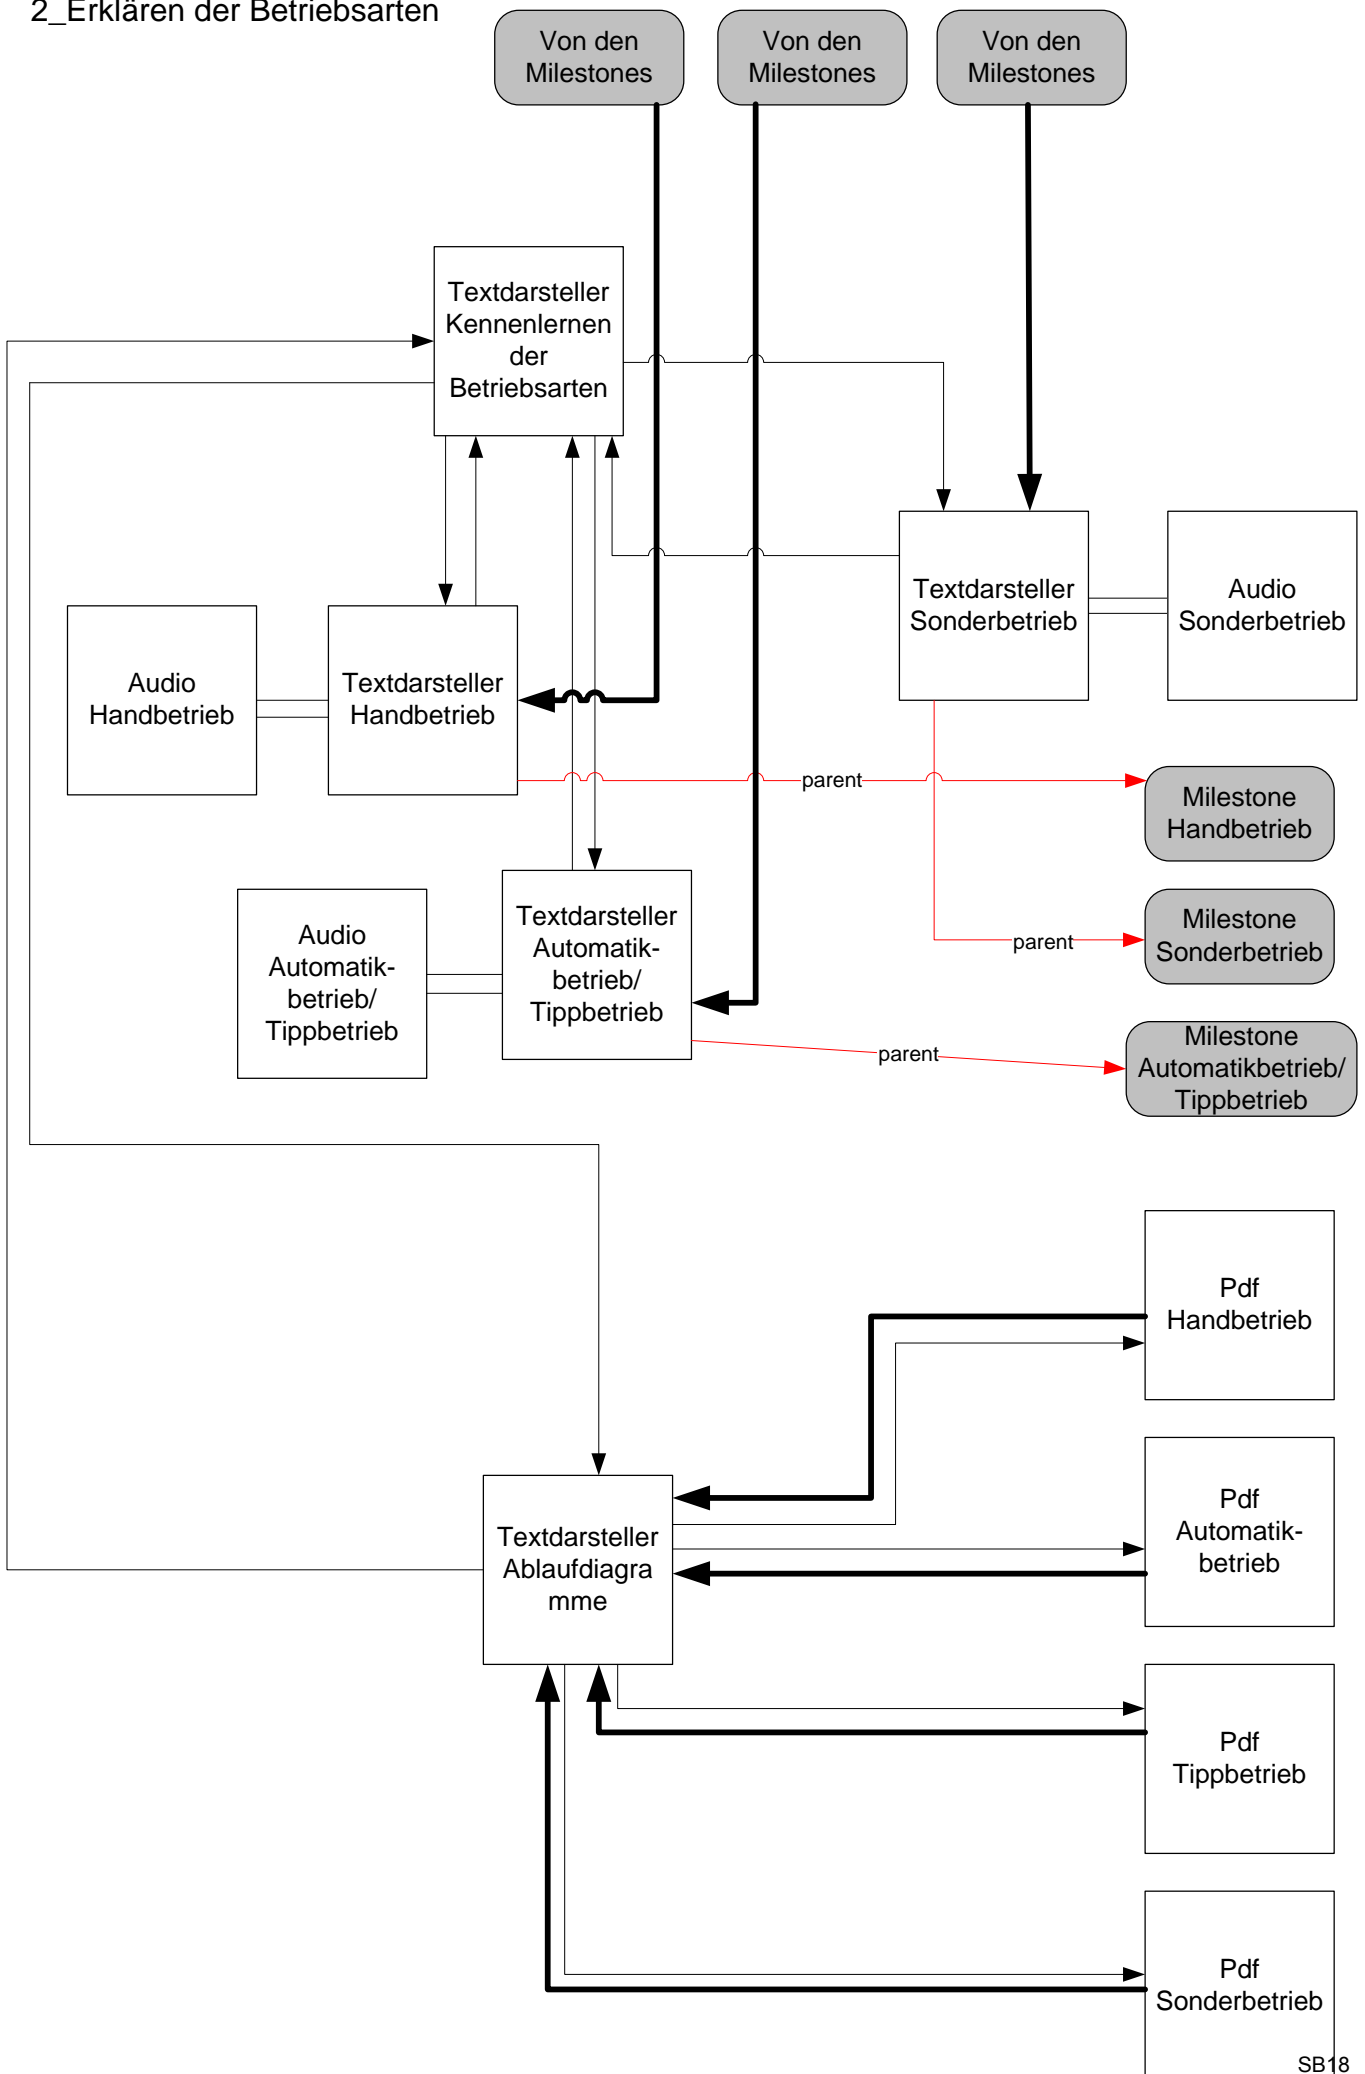 2_Erklären der Betriebsarten
Von den
Milestones
Von den
Milestones
Von den
Milestones
Textdarsteller
Kennenlernen
der
Betriebsarten
Textdarsteller
Sonderbetrieb
Audio
Sonderbetrieb
Audio
Handbetrieb
Textdarsteller
Handbetrieb
parent
Milestone
Handbetrieb
Milestone
Sonderbetrieb
parent
Audio
Automatik-
betrieb/
Tippbetrieb
Textdarsteller
Automatik-
betrieb/
Tippbetrieb
parent
Milestone
Automatikbetrieb/
Tippbetrieb
Pdf
Handbetrieb
Textdarsteller
Ablaufdiagra
mme
Pdf
Automatik-
betrieb
Pdf
Tippbetrieb
Pdf
Sonderbetrieb
SB18